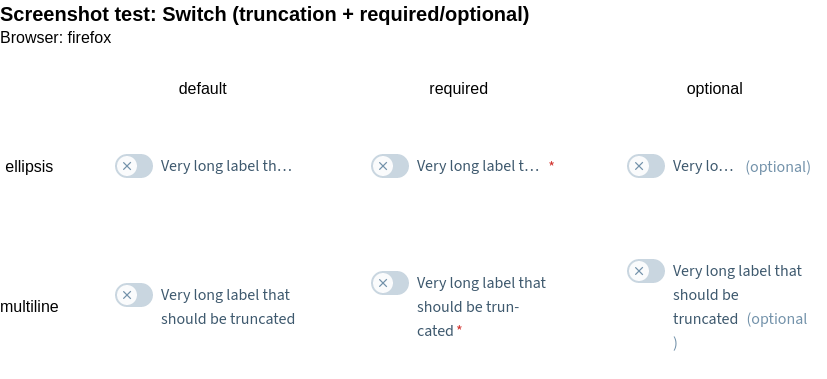 Screenshot test: Switch (truncation + required/optional)
Browser: firefox
default required optional
ellipsis Very long label th… Very long label t… * Very lo… (optional)
multiline
Very long label that
should be truncated
Very long label that
should be trun-
cated *
Very long label that
should be
truncated (optional
)